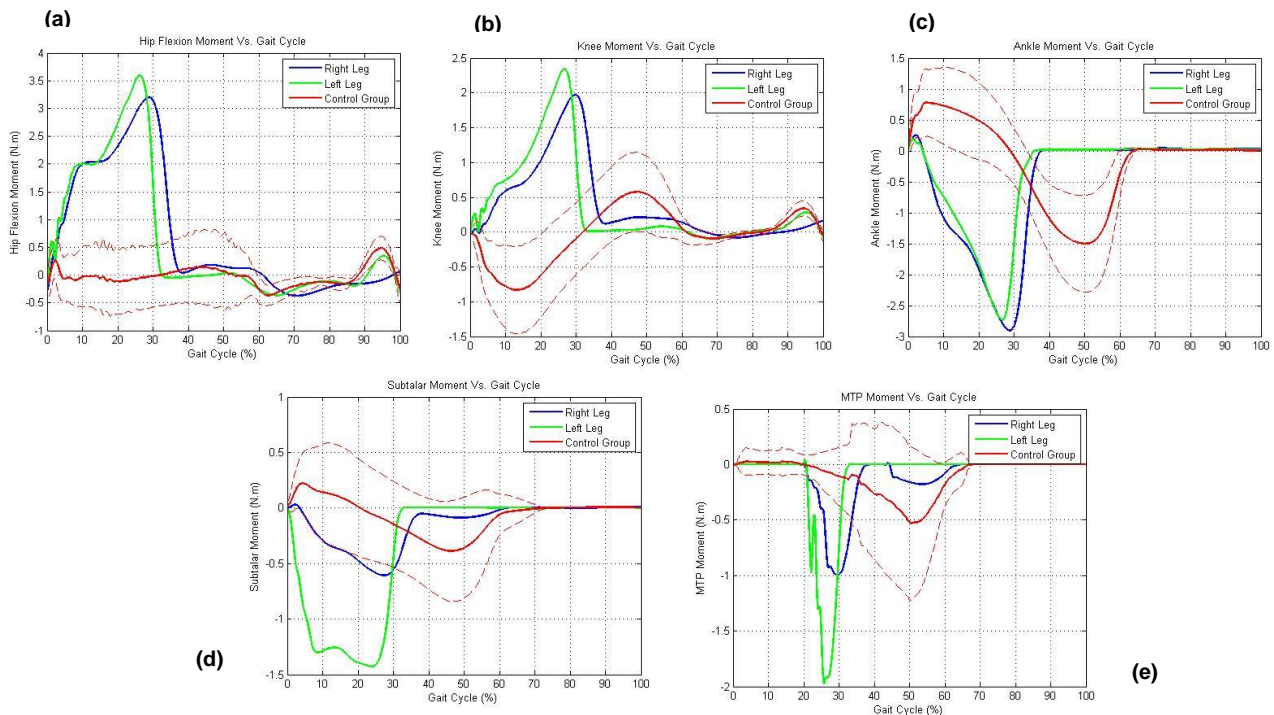 (a)
Hip Flexion Moment Vs. Gait Cycle
Hip Flexion Moment (N.m)
4
3.5
3
2.5
2
1.5
1
0.5
0
-0.5
-1
Right Leg
Left Leg
Control Group
0 10 20 30 40 50 60 70 80 90 100
Gait Cycle (%)
(b)
Knee Moment Vs. Gait Cycle
Knee Moment (N.m)
2.5
2
1.5
1
0.5
0
-0.5
-1
-1.5
Right Leg
Left Leg
Control Group
0 10 20 30 40 50 60 70 80 90 100
Gait Cycle (%)
(c)
Ankle Moment Vs. Gait Cycle
Ankle Moment (N.m)
1.5
1
0.5
0
-0.5
-1
-1.5
-2
-2.5
-3
Right Leg
Left Leg
Control Group
0 10 20 30 40 50 60 70 80 90 100
Gait Cycle (%)
(d)
Subtalar Moment Vs. Gait Cycle
Subtalar Moment (N.m)
1
0.5
0
-0.5
-1
-1.5
Right Leg
Left Leg
Control Group
0 10 20 30 40 50 60 70 80 90 100
Gait Cycle (%)
(e)
MTP Moment Vs. Gait Cycle
MTP Moment (N.m)
0.5
0
-0.5
-1
-1.5
-2
Right Leg
Left Leg
Control Group
0 10 20 30 40 50 60 70 80 90 100
Gait Cycle (%)